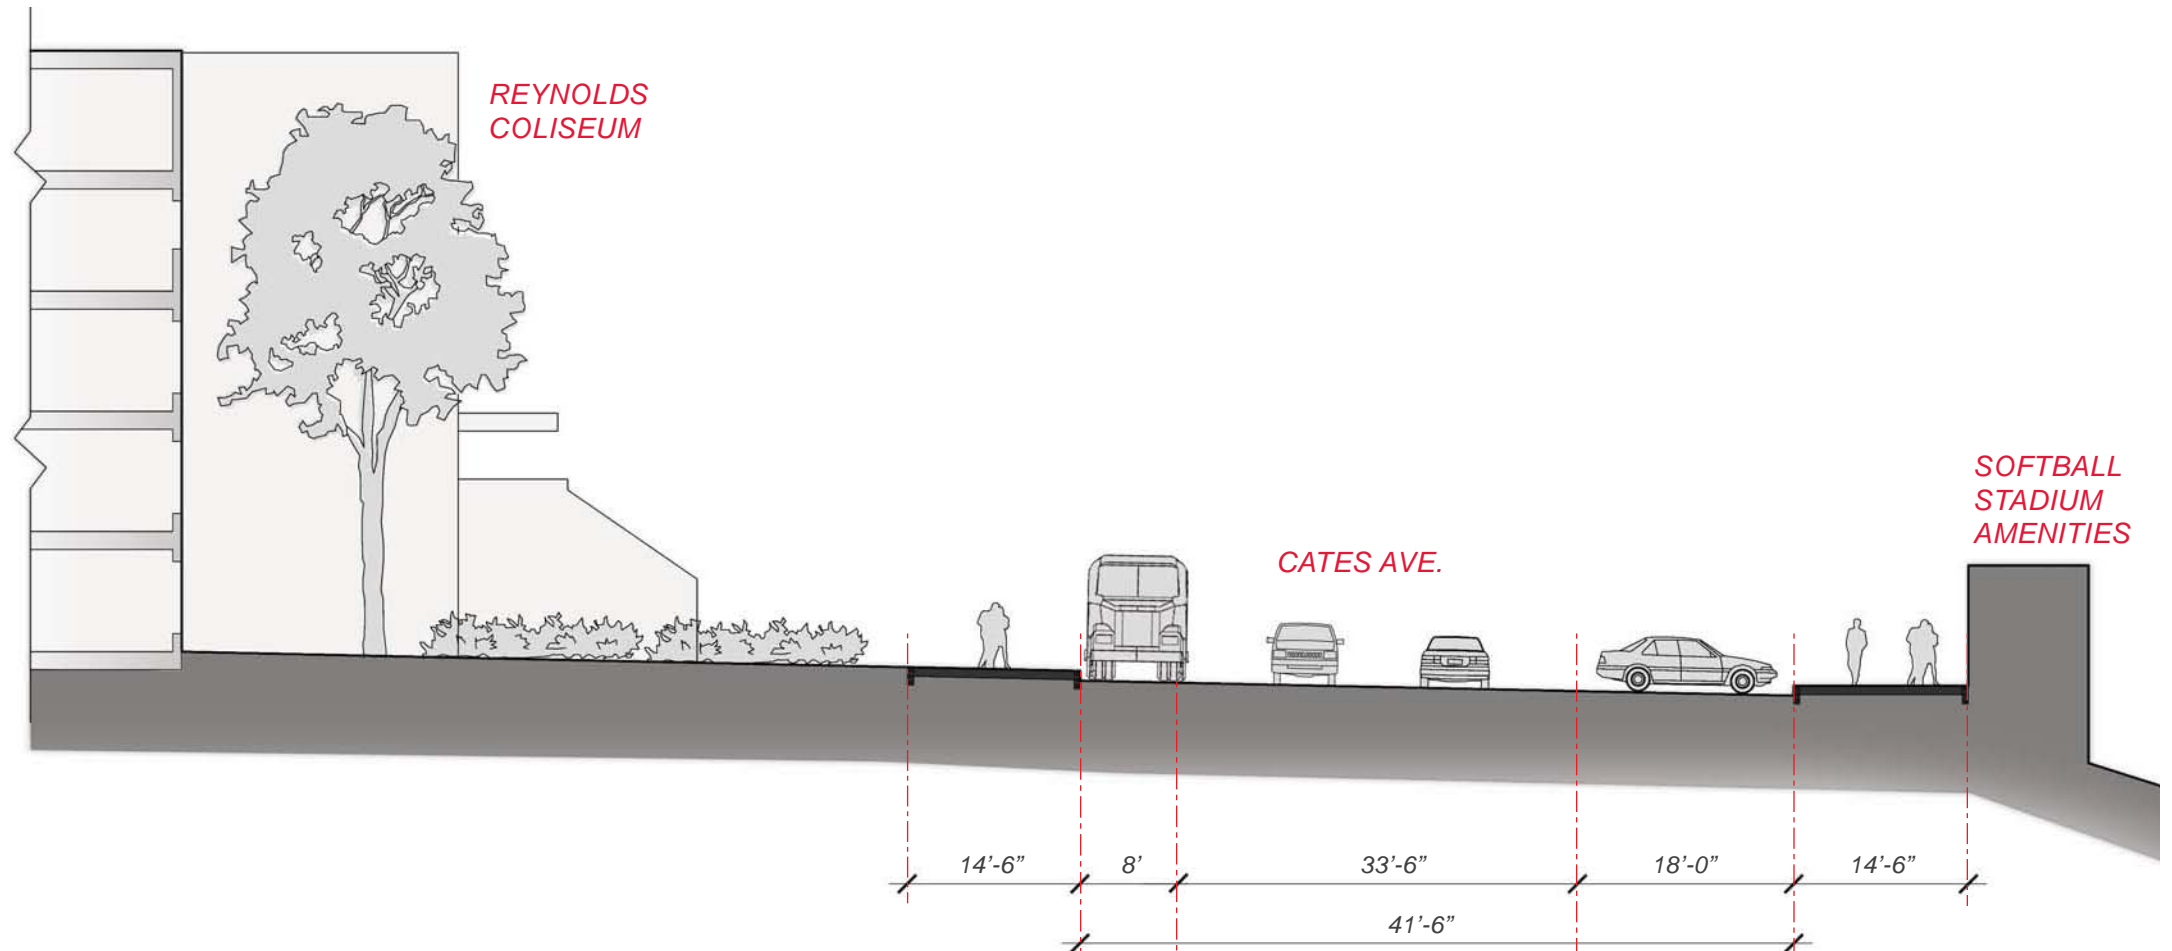 REYNOLDS
COLISEUM
SOFTBALL
STADIUM
AMENITIES
CATES AVE.
14’-6”
8’
33’-6”
18’-0”
14’-6”
41’-6”